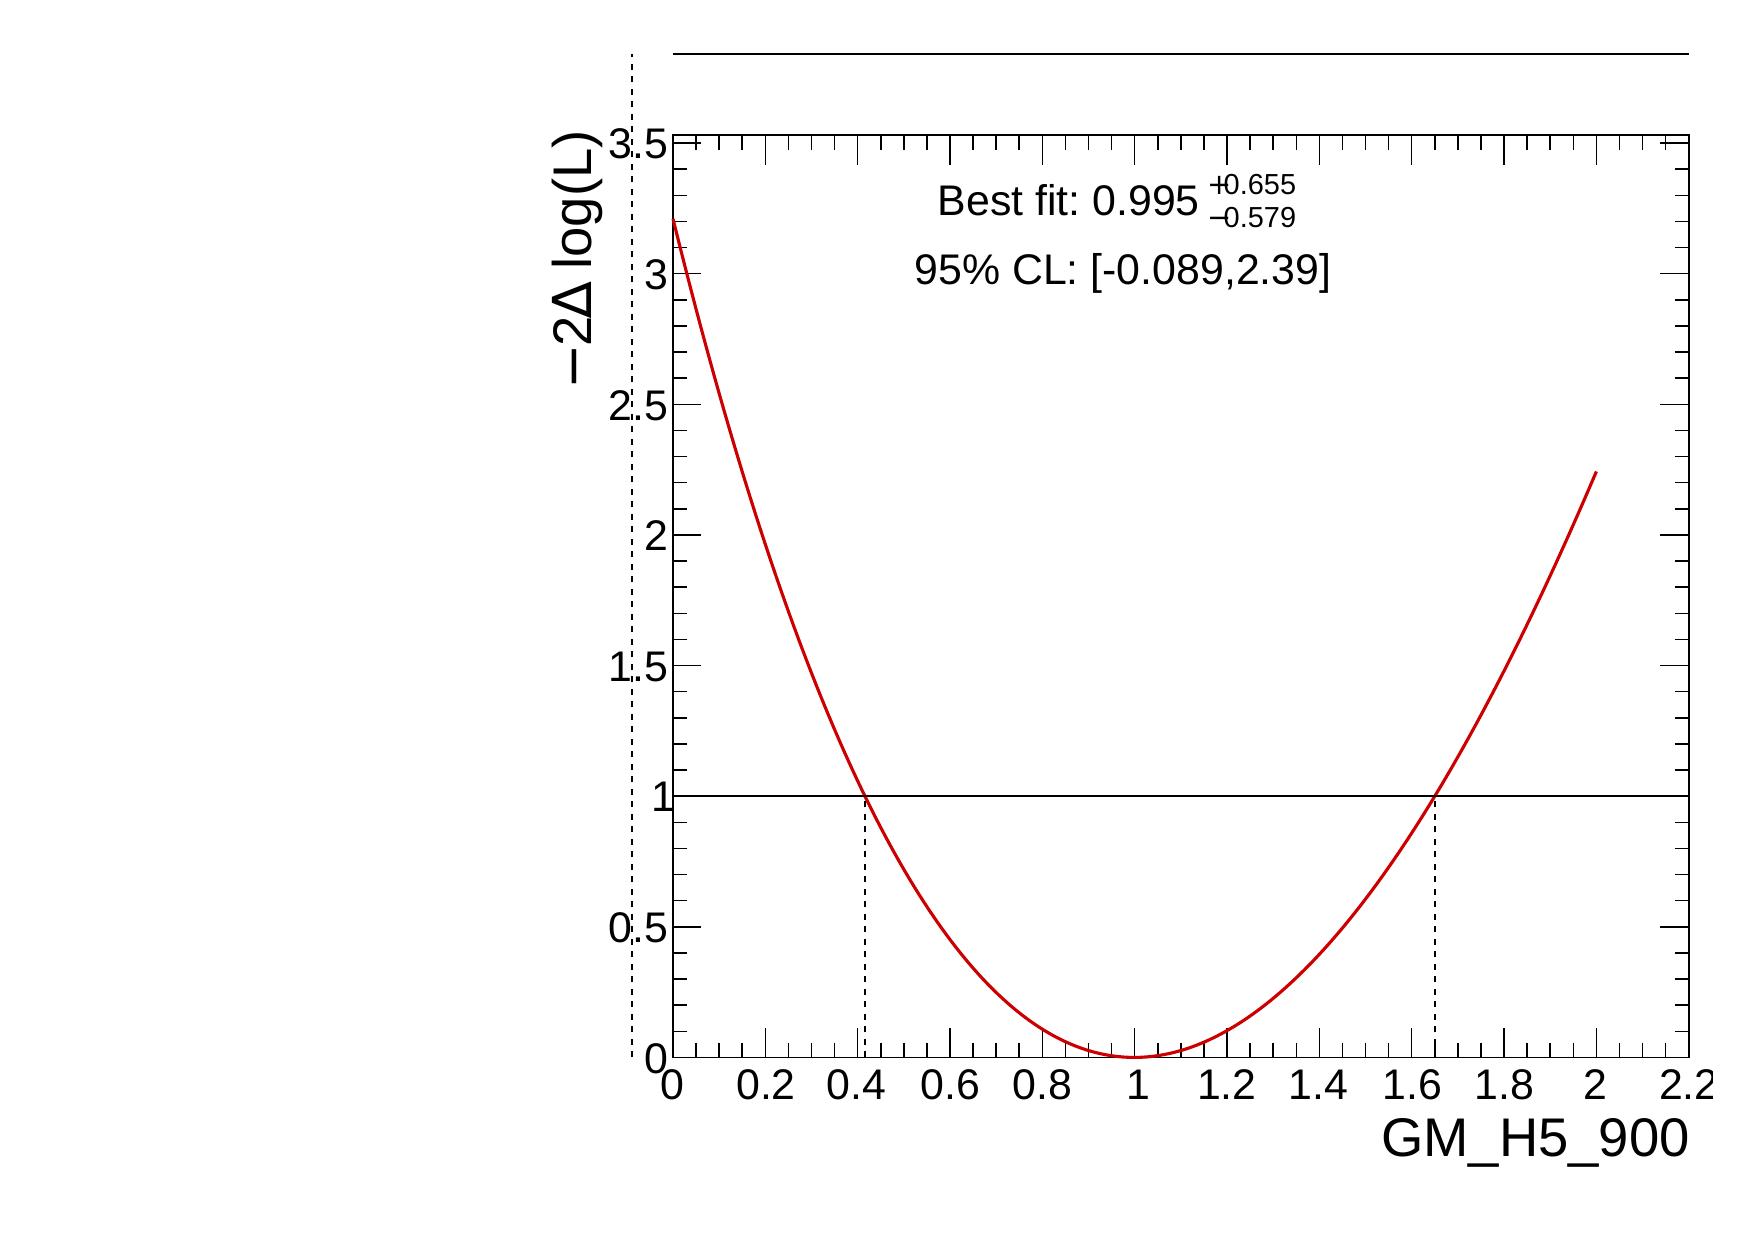 −2Δ log(L)
3.5
3
2.5
2
1.5
1
0.5
0
Best fit: 0.995 +0.655 −0.579
95% CL: [-0.089,2.39]
0 0.2 0.4 0.6 0.8 1 1.2 1.4 1.6 1.8 2 2.2
GM_H5_900